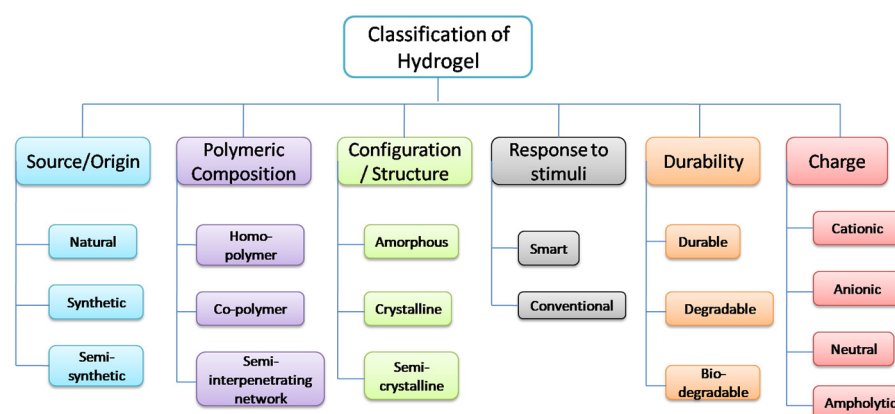 Classification of
Hydrogel
Source/Origin
Natural
Synthetic
Semi-
synthetic
Polymeric
Composition
Homo-
polymer
Co-polymer
Semi-
interpenetrating
network
Configuration
/ Structure
Amorphous
Crystalline
Semi-
crystalline
Response to
stimuli
Smart
Conventional
Durability
Durable
Degradable
Bio-
degradable
Charge
Cationic
Anionic
Neutral
Ampholytic